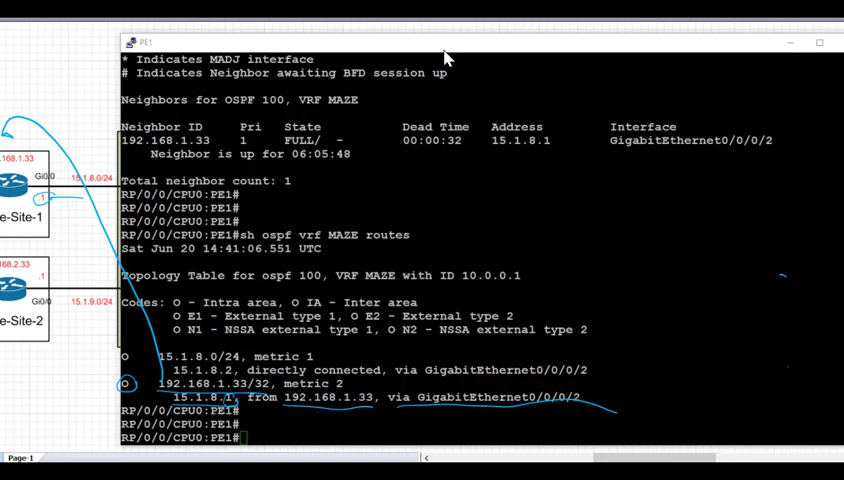 PE1
* Indicates MADJ interface
# Indicates Neighbor awaiting BFD session up
Neighbors for OSPF 100, VRF MAZE
Neighbor ID Pri State Dead Time Address Interface
192.168.1.33 1 FULL/ - 00:00:32 15.1.8.1 GigabitEthernet0/0/0/2
Neighbor is up for 06:05:48
Total neighbor count: 1
RP/0/0/CPU0:PE1#
RP/0/0/CPU0:PE1#
RP/0/0/CPU0:PE1#
RP/0/0/CPU0:PE1#sh ospf vrf MAZE routes
Sat Jun 20 14:41:06.551 UTC
Topology Table for ospf 100, VRF MAZE with ID 10.0.0.1
Codes: O - Intra area, O IA - Inter area
O E1 - External type 1, O E2 - External type 2
O N1 - NSSA external type 1, O N2 - NSSA external type 2
O 15.1.8.0/24, metric 1
15.1.8.2, directly connected, via GigabitEthernet0/0/0/2
O 192.168.1.33/32, metric 2
15.1.8.1, from 192.168.1.33, via GigabitEthernet0/0/0/2
RP/0/0/CPU0:PE1#
RP/0/0/CPU0:PE1#
RP/0/0/CPU0:PE1#
.168.1.33
Gi0/0
15.1.8.0/24
.1
e-Site-1
.168.2.33
.1
Gi0/0
15.1.9.0/24
e-Site-2
Page-1